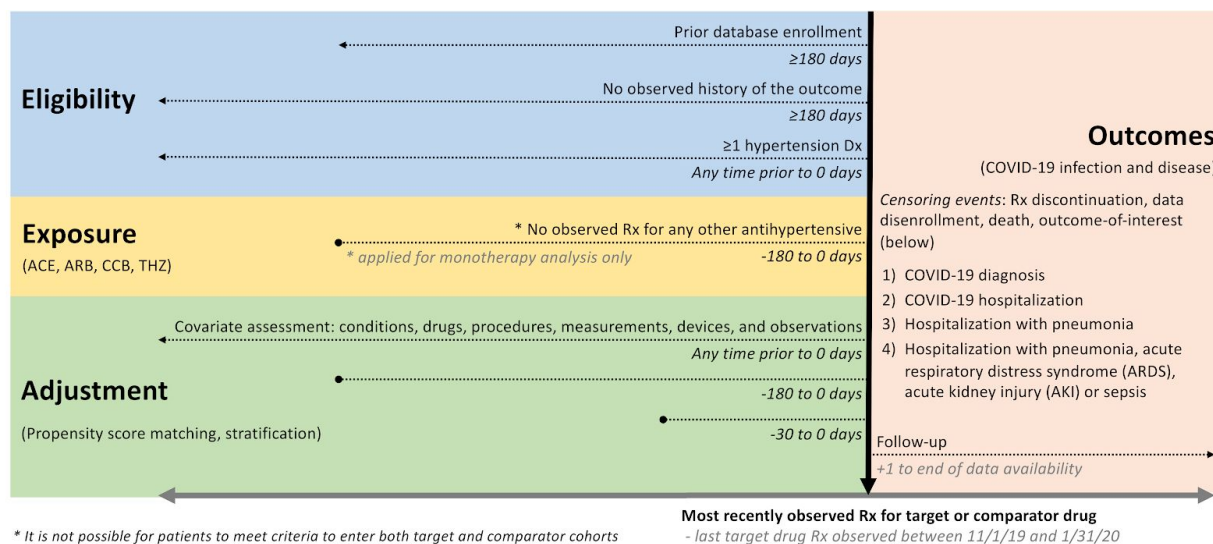 Prior database enrollment
≥180 days
Eligibility
No observed history of the outcome
≥180 days
≥1 hypertension Dx
Any time prior to 0 days
Exposure
(ACE, ARB, CCB, THZ)
* No observed Rx for any other antihypertensive
* applied for monotherapy analysis only
-180 to 0 days
Covariate assessment: conditions, drugs, procedures, measurements, devices, and observations
Any time prior to 0 days
Adjustment
-180 to 0 days
(Propensity score matching, stratification)
-30 to 0 days
Outcomes
(COVID-19 infection and disease)
Censoring events: Rx discontinuation, data
disenrollment, death, outcome-of-interest
(below)
1) COVID-19 diagnosis
2) COVID-19 hospitalization
3) Hospitalization with pneumonia
4) Hospitalization with pneumonia, acute
respiratory distress syndrome (ARDS),
acute kidney injury (AKI) or sepsis
Follow-up
+1 to end of data availability
Most recently observed Rx for target or comparator drug
- last target drug Rx observed between 11/1/19 and 1/31/20
* It is not possible for patients to meet criteria to enter both target and comparator cohorts